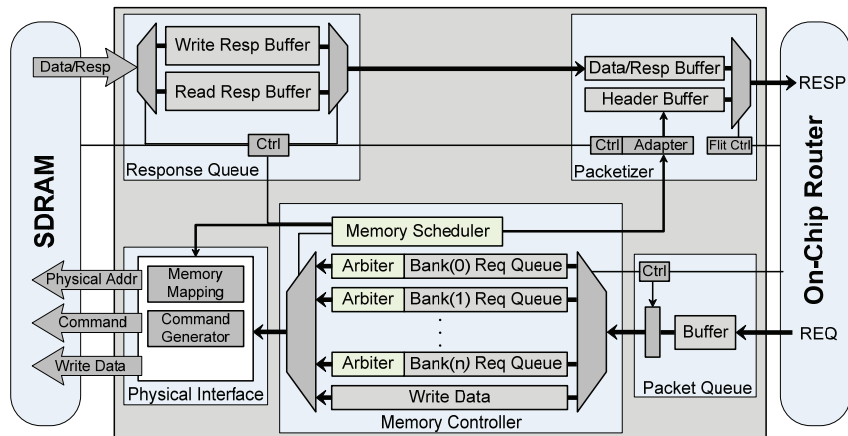 SDRAM
Data/Resp
Write Resp Buffer
Read Resp Buffer
Ctrl
Response Queue
Data/Resp Buffer
Header Buffer
Ctrl
Adapter
Flit Ctrl
Packetizer
RESP
On-Chip Router
Memory Scheduler
Physical Addr
Command
Write Data
Memory
Mapping
Command
Generator
Physical Interface
Arbiter
Bank(0) Req Queue
Arbiter
Bank(1) Req Queue
Arbiter
Bank(n) Req Queue
Write Data
Memory Controller
Ctrl
Buffer
Packet Queue
REQ